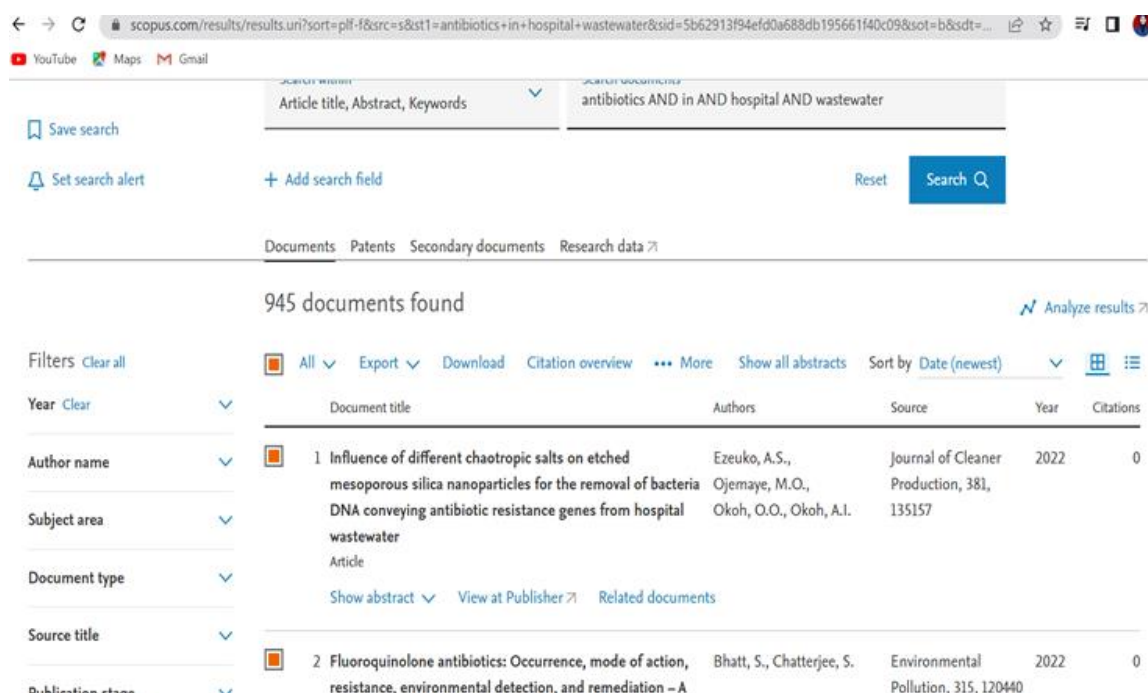 scopus.com/results/results.uri?sort=plf-f&src=s&st1=antibiotics+in+hospital+wastewater&sid=5b62913f94efd0a688db195661f40c09&sot=b&sdt=...
YouTube Maps Gmail
Search within
Search documents
Article title, Abstract, Keywords
antibiotics AND in AND hospital AND wastewater
Save search
Set search alert
+ Add search field
Reset
Search
Documents Patents Secondary documents Research data
945 documents found
Analyze results
Filters Clear all
All Export Download Citation overview ••• More Show all abstracts Sort by Date (newest)
Year Clear
Document title Authors Source Year Citations
Author name
Subject area
Document type
Source title
Publication stage
1 Influence of different chaotropic salts on etched
mesoporous silica nanoparticles for the removal of bacteria
DNA conveying antibiotic resistance genes from hospital
wastewater
Article
Ezeuko, A.S.,
Ojemaye, M.O.,
Okoh, O.O., Okoh, A.I.
Journal of Cleaner
Production, 381,
135157
2022
0
Show abstract View at Publisher Related documents
2 Fluoroquinolone antibiotics: Occurrence, mode of action,
resistance, environmental detection, and remediation – A
Bhatt, S., Chatterjee, S.
Environmental
Pollution, 315, 120440
2022
0